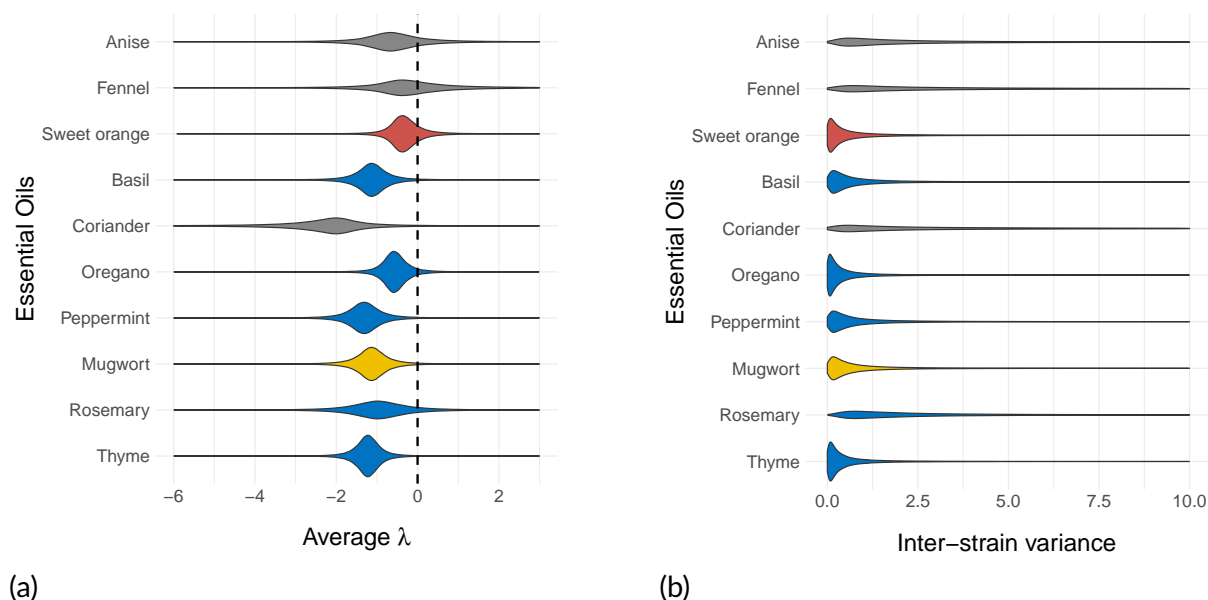 Essential Oils
Anise
Fennel
Sweet orange
Basil
Coriander
Oregano
Peppermint
Mugwort
Rosemary
Thyme
−6 −4 −2 0 2
Average λ
(a)
Essential Oils
Anise
Fennel
Sweet orange
Basil
Coriander
Oregano
Peppermint
Mugwort
Rosemary
Thyme
0.0 2.5 5.0 7.5 10.0
Inter−strain variance
(b)